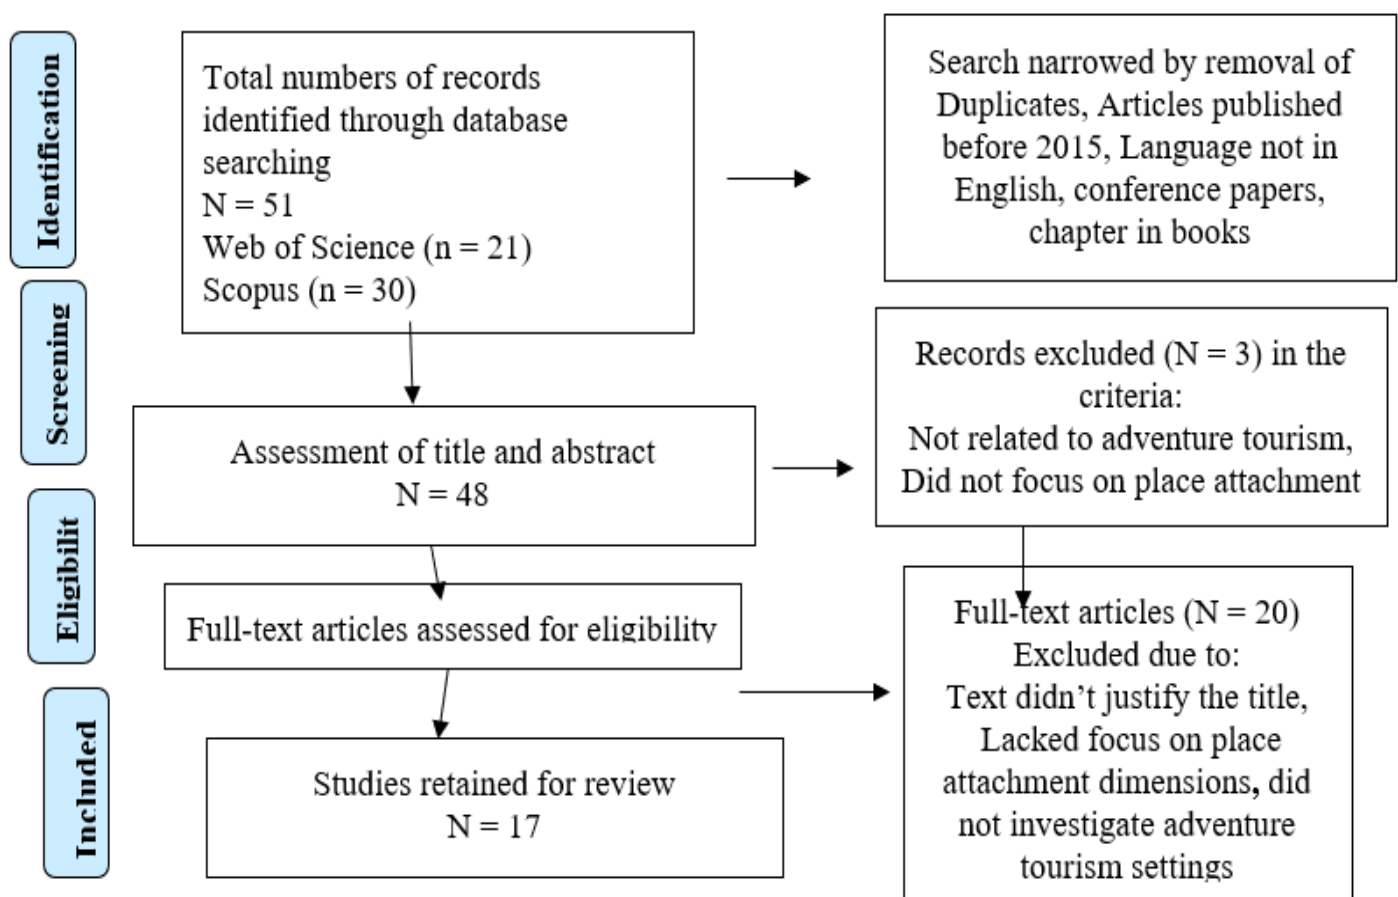 Identification
Total numbers of records
identified through database
searching
N = 51
Web of Science (n = 21)
Scopus (n = 30)
Search narrowed by removal of
Duplicates, Articles published
before 2015, Language not in
English, conference papers,
chapter in books
Screening
Assessment of title and abstract
N = 48
Records excluded (N = 3) in the
criteria:
Not related to adventure tourism,
Did not focus on place attachment
Eligibilit
Full-text articles assessed for eligibility
Full-text articles (N = 20)
Excluded due to:
Text didn’t justify the title,
Lacked focus on place
attachment dimensions, did
not investigate adventure
tourism settings
Included
Studies retained for review
N = 17